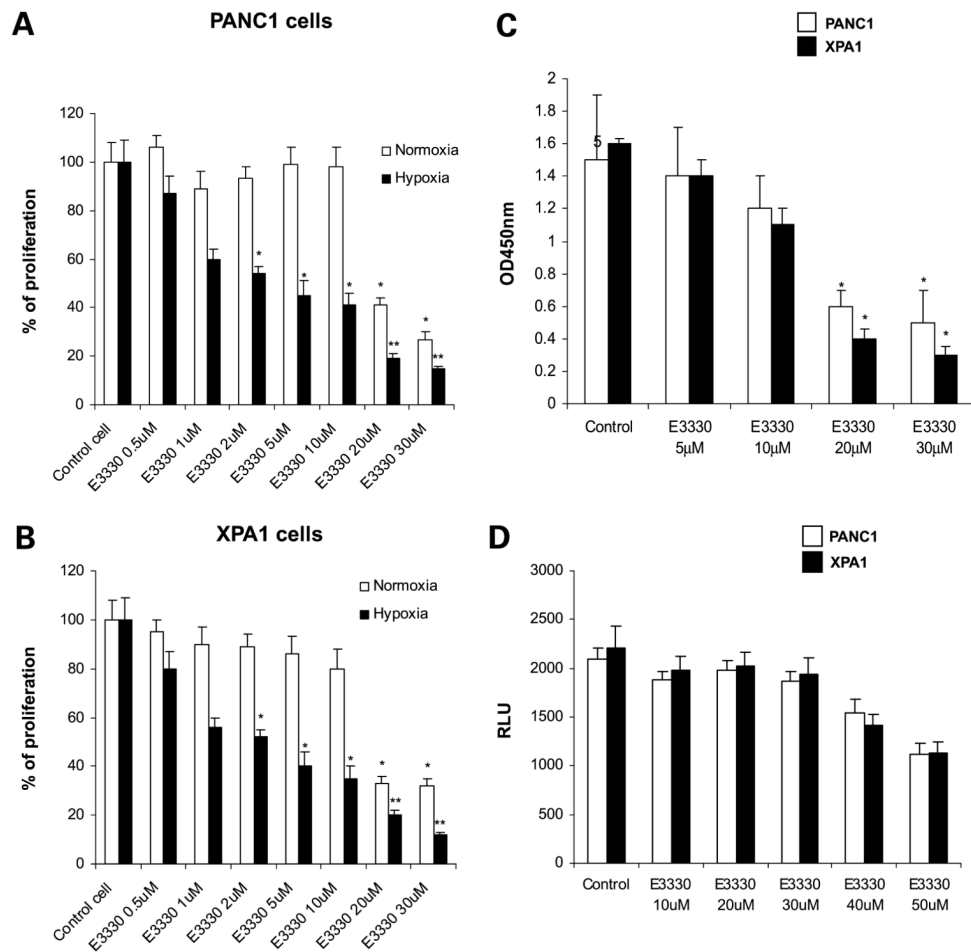 A
PANC1 cells
120
100
80
60
40
20
0
% of proliferation
Normoxia
Hypoxia
*
*
*
*
**
*
**
Control cell
E3330 0.5uM
E3330 1uM
E3330 2uM
E3330 5uM
E3330 10uM
E3330 20uM
E3330 30uM
B
XPA1 cells
120
100
80
60
40
20
0
% of proliferation
Normoxia
Hypoxia
*
*
*
*
**
*
**
Control cell
E3330 0.5uM
E3330 1uM
E3330 2uM
E3330 5uM
E3330 10uM
E3330 20uM
E3330 30uM
C
PANC1
XPA1
2
1.8
1.6
1.4
1.2
1
0.8
0.6
0.4
0.2
0
OD450nm
5
*
*
*
*
Control
E3330
5μM
E3330
10μM
E3330
20μM
E3330
30μM
D
PANC1
XPA1
3000
2500
2000
1500
1000
500
0
RLU
Control
E3330
10uM
E3330
20uM
E3330
30uM
E3330
40uM
E3330
50uM